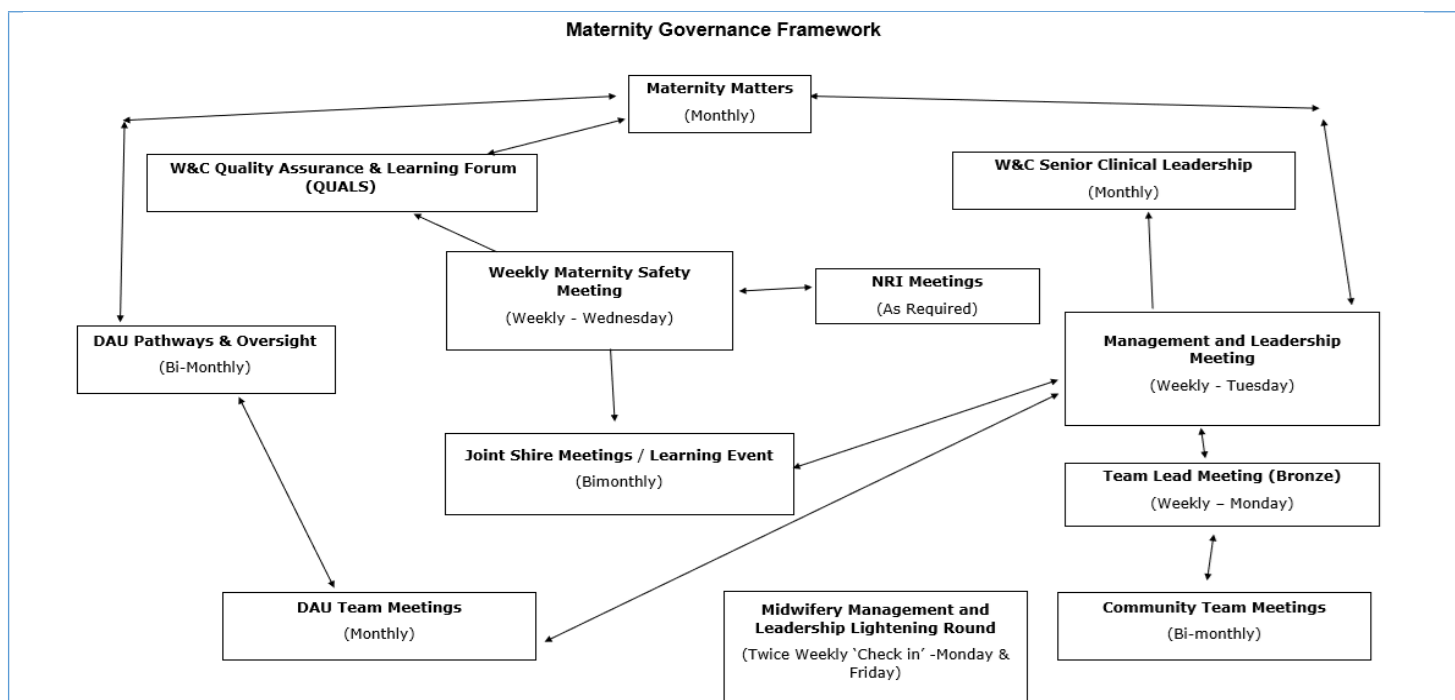 Maternity Governance Framework
Maternity Matters
(Monthly)
W&C Quality Assurance & Learning Forum
(QUALS)
W&C Senior Clinical Leadership
(Monthly)
Weekly Maternity Safety
Meeting
(Weekly - Wednesday)
NRI Meetings
(As Required)
DAU Pathways & Oversight
(Bi-Monthly)
Management and Leadership
Meeting
(Weekly - Tuesday)
Joint Shire Meetings / Learning Event
(Bimonthly)
Team Lead Meeting (Bronze)
(Weekly – Monday)
DAU Team Meetings
(Monthly)
Midwifery Management and
Leadership Lightening Round
(Twice Weekly ‘Check in’ -Monday &
Friday)
Community Team Meetings
(Bi-monthly)